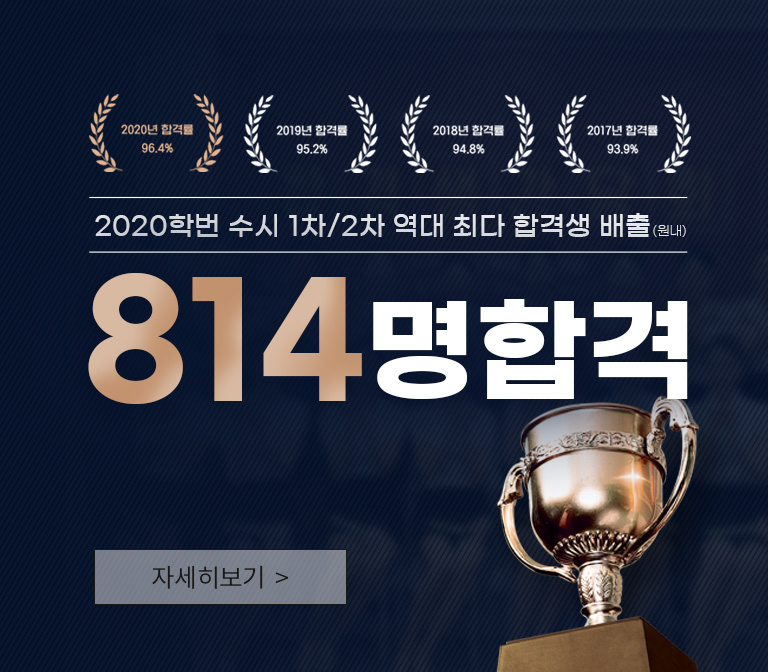 2020년 합격률 2019년 합격률 2018년 합격률 2017년 합격률
96.4% 95.2% 94.8% 93.9%
2020학번 수시 1차/2차 역대 최다 합격생 배출(원내)
814명합격
자세히보기 >